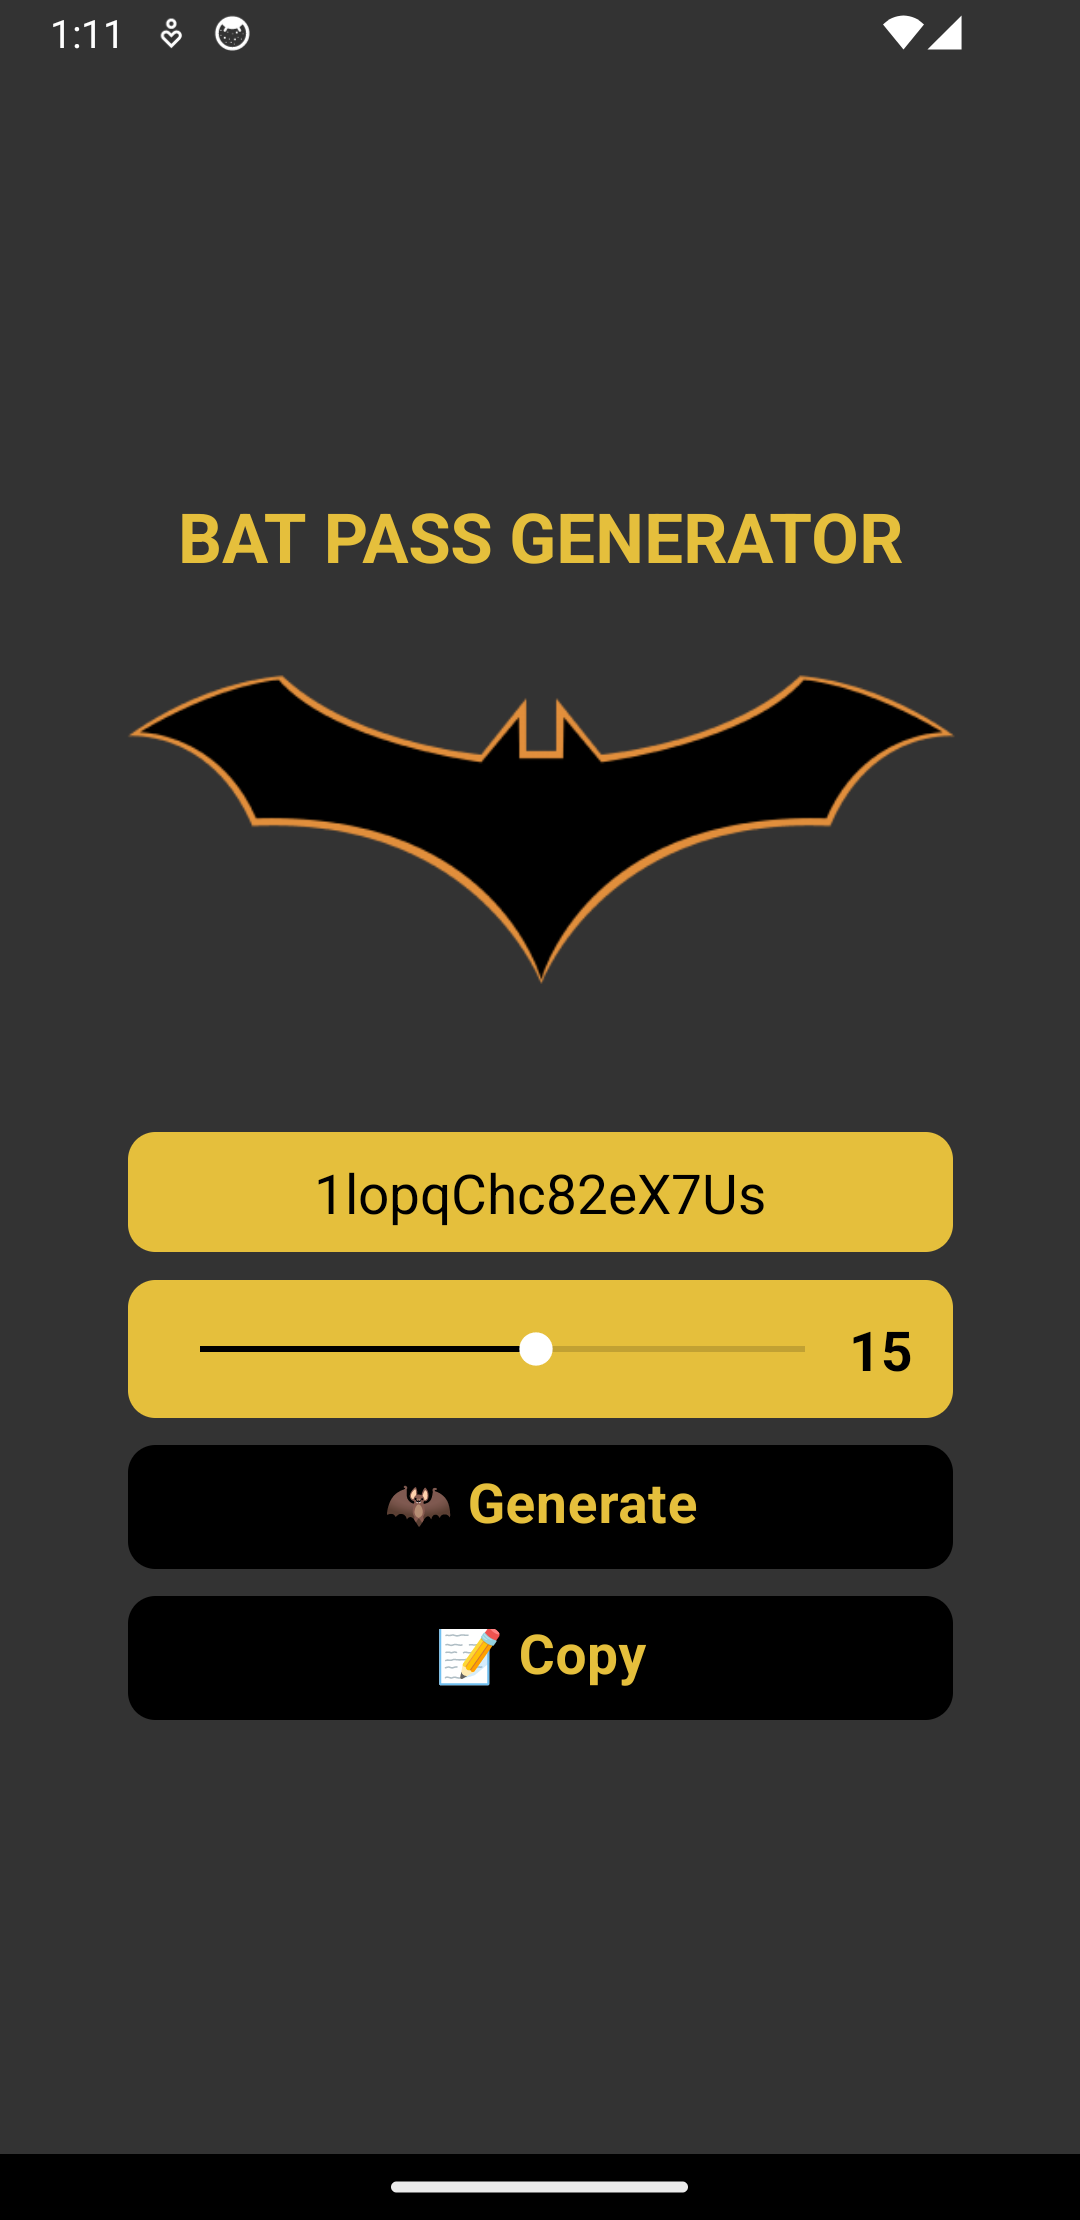 1:11
BAT PASS GENERATOR
1lopqChc82eX7Us
15
🦇 Generate
📝 Copy